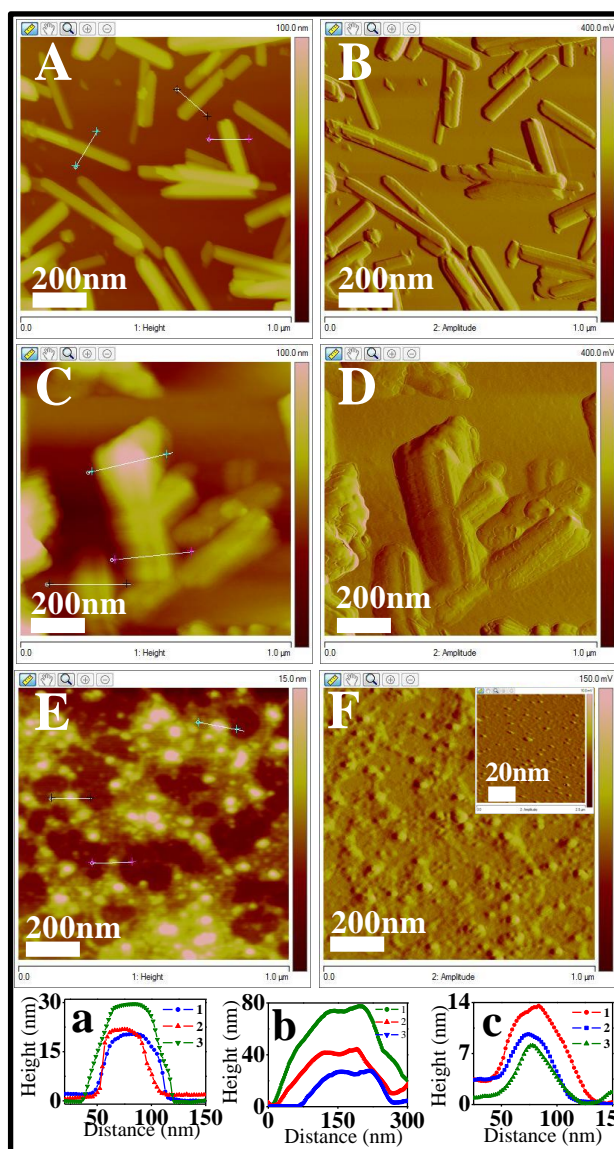 100.0 nm
A
200nm
0.0 1: Height 1.0 µm
400.0 mV
B
200nm
0.0 2: Amplitude 1.0 µm
100.0 nm
C
200nm
0.0 1: Height 1.0 µm
400.0 mV
D
200nm
0.0 2: Amplitude 1.0 µm
15.0 nm
E
200nm
0.0 1: Height 1.0 µm
150.0 mV
F
20nm
200nm
0.0 2: Amplitude 1.0 µm
a
Height (nm)
30
15
0
50 100 150
Distance (nm)
1
2
3
b
Height (nm)
80
40
0
0 100 200 300
Distance (nm)
1
2
3
c
Height (nm)
14
7
0
50 100 150
Distance (nm)
1
2
3